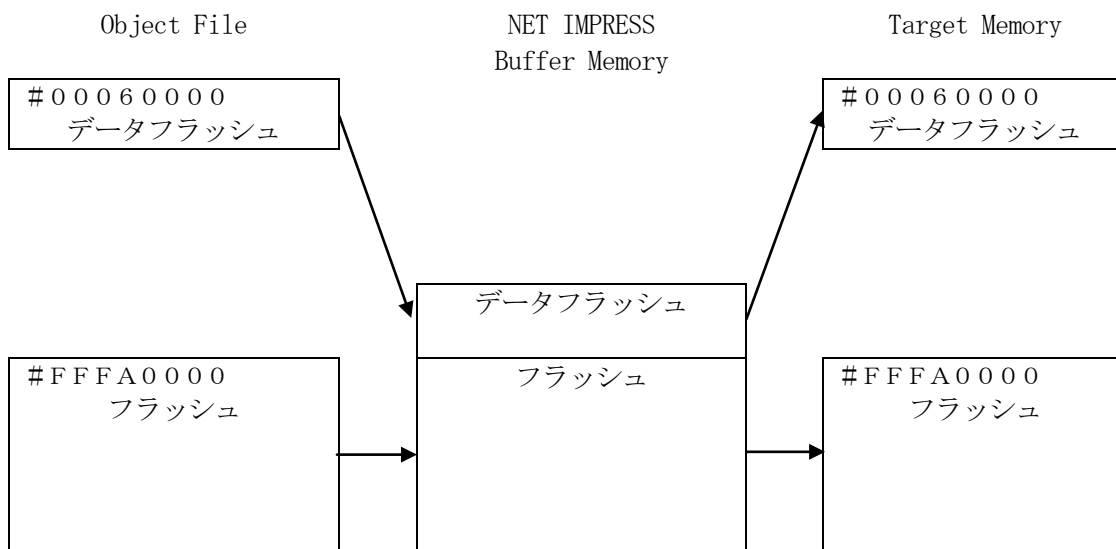 Object File
NET IMPRESS
Buffer Memory
Target Memory
#00060000
データフラッシュ
#00060000
データフラッシュ
データフラッシュ
#FFFA0000
フラッシュ
フラッシュ
#FFFA0000
フラッシュ